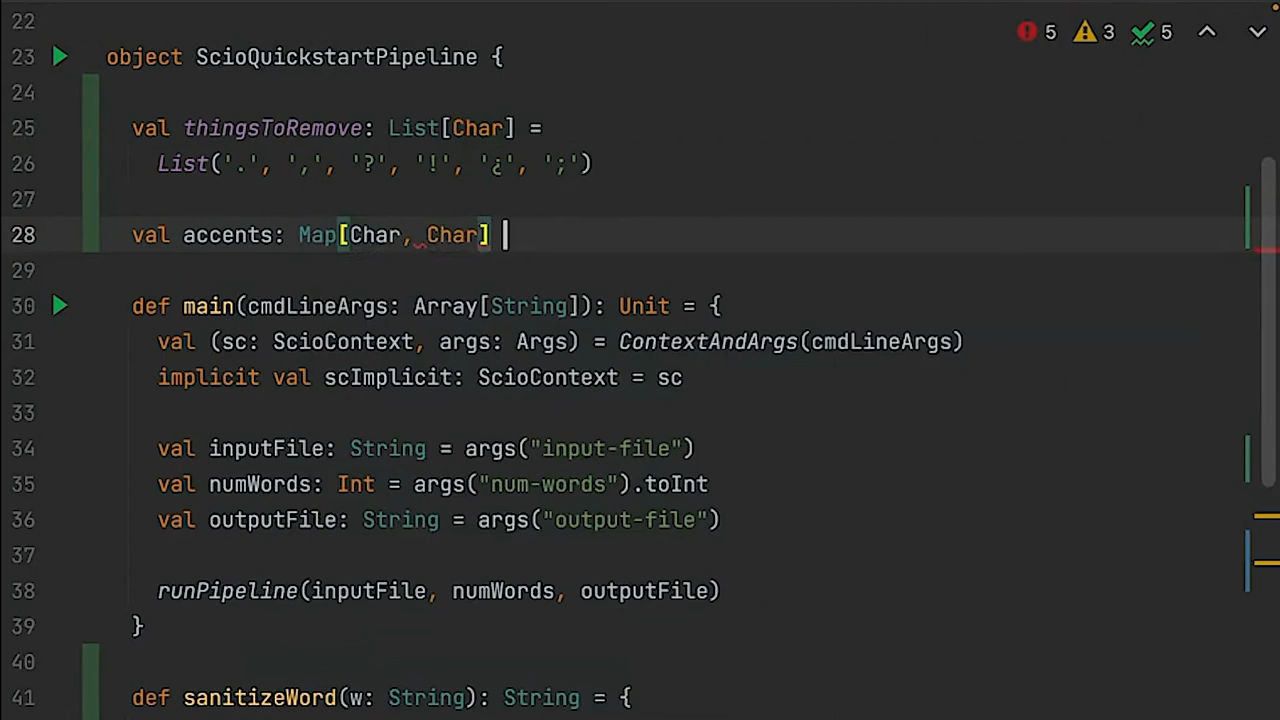 22
5 3 5
23 object ScioQuickstartPipeline {
24
25 val thingsToRemove: List[Char] =
26 List('.', ',', '?', '!', '¿', ';')
27
28 val accents: Map[Char, Char]
29
30 def main(cmdLineArgs: Array[String]): Unit = {
31 val (sc: ScioContext, args: Args) = ContextAndArgs(cmdLineArgs)
32 implicit val scImplicit: ScioContext = sc
33
34 val inputFile: String = args("input-file")
35 val numWords: Int = args("num-words").toInt
36 val outputFile: String = args("output-file")
37
38 runPipeline(inputFile, numWords, outputFile)
39 }
40
41 def sanitizeWord(w: String): String = {